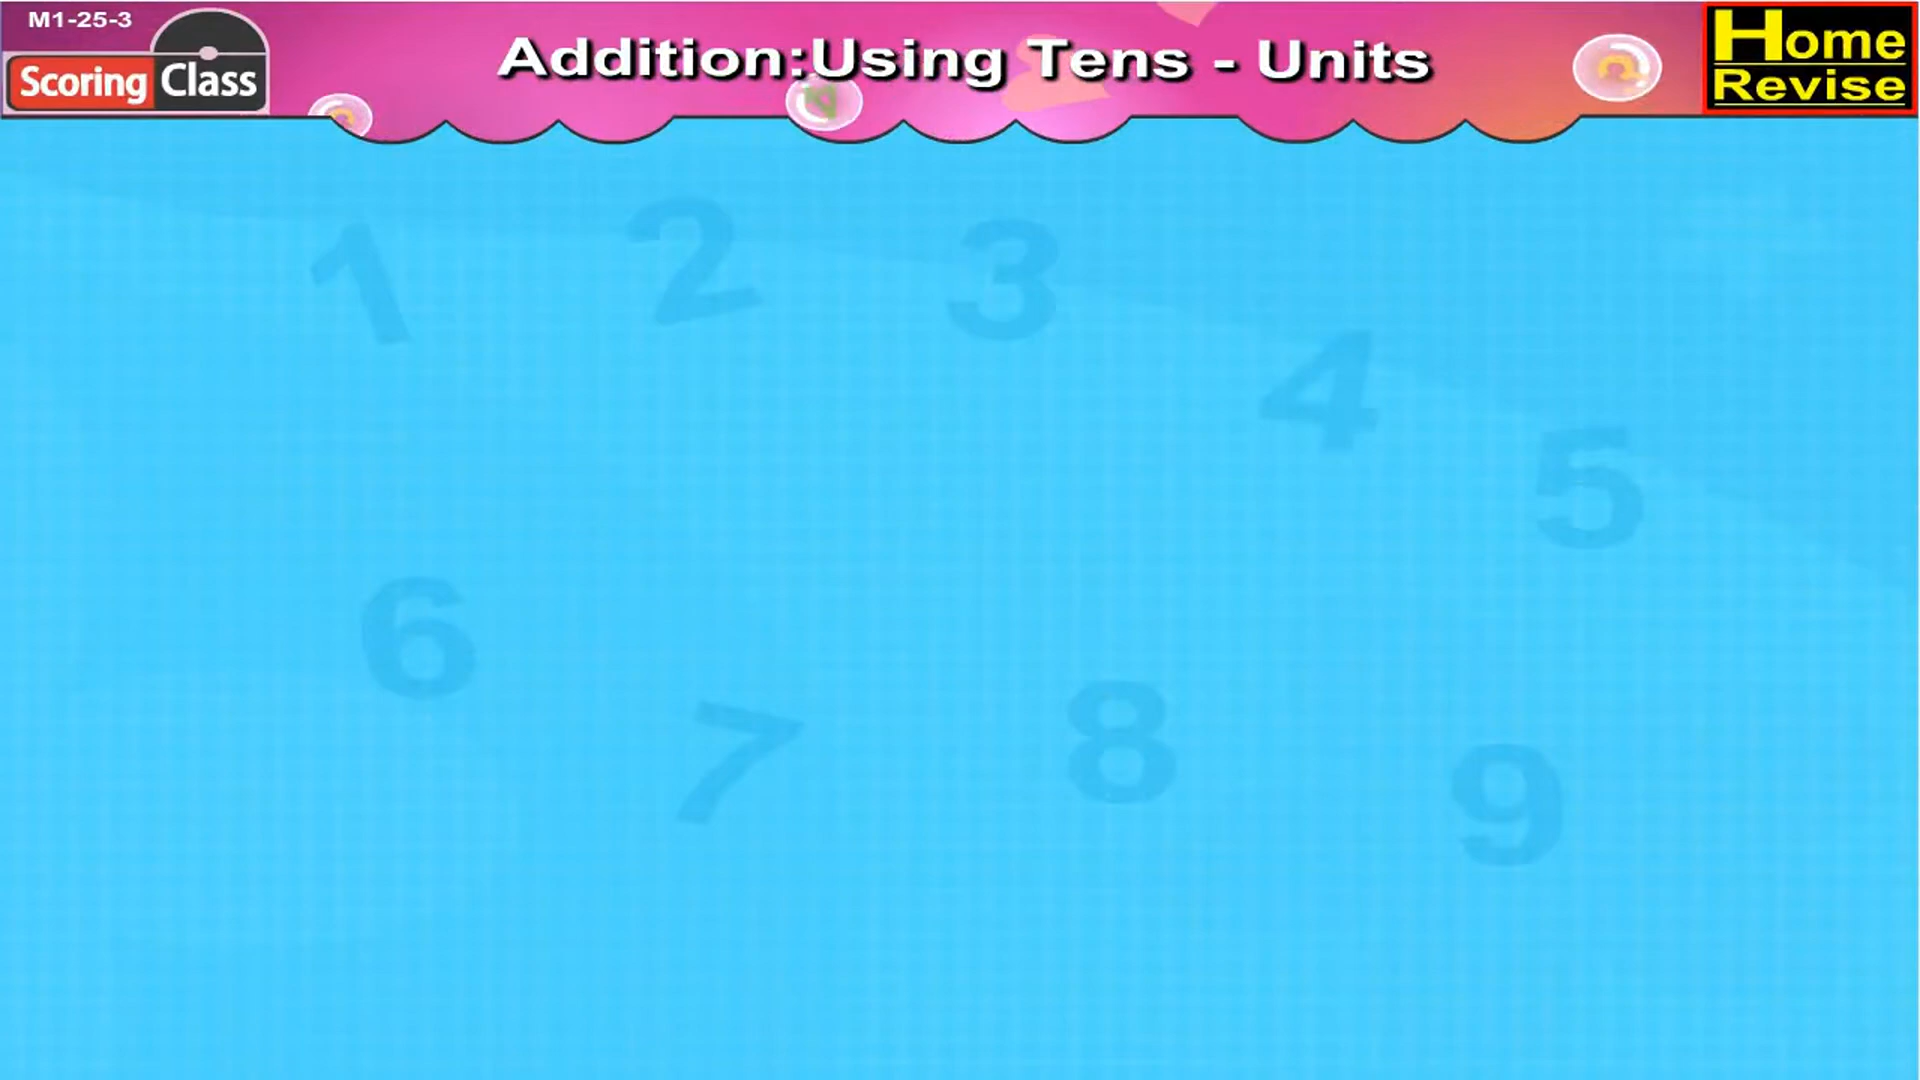 M1-25-3
Scoring Class
Addition:Using Tens - Units
Home
Revise
1
2
3
4
5
6
7
8
9